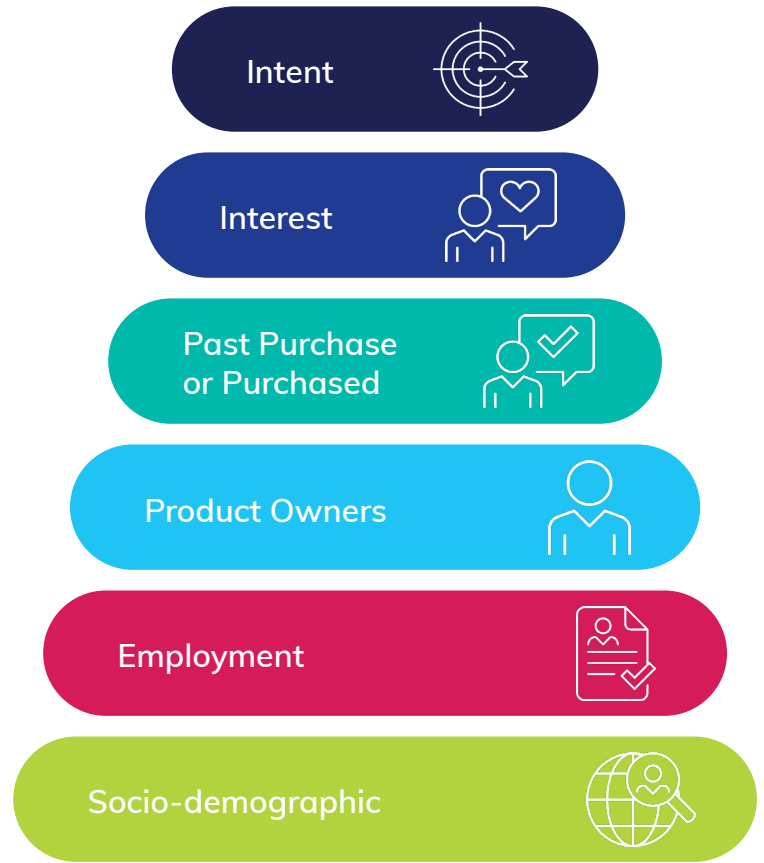 Intent
Interest
Past Purchase
or Purchased
Product Owners
Employment
Socio-demographic